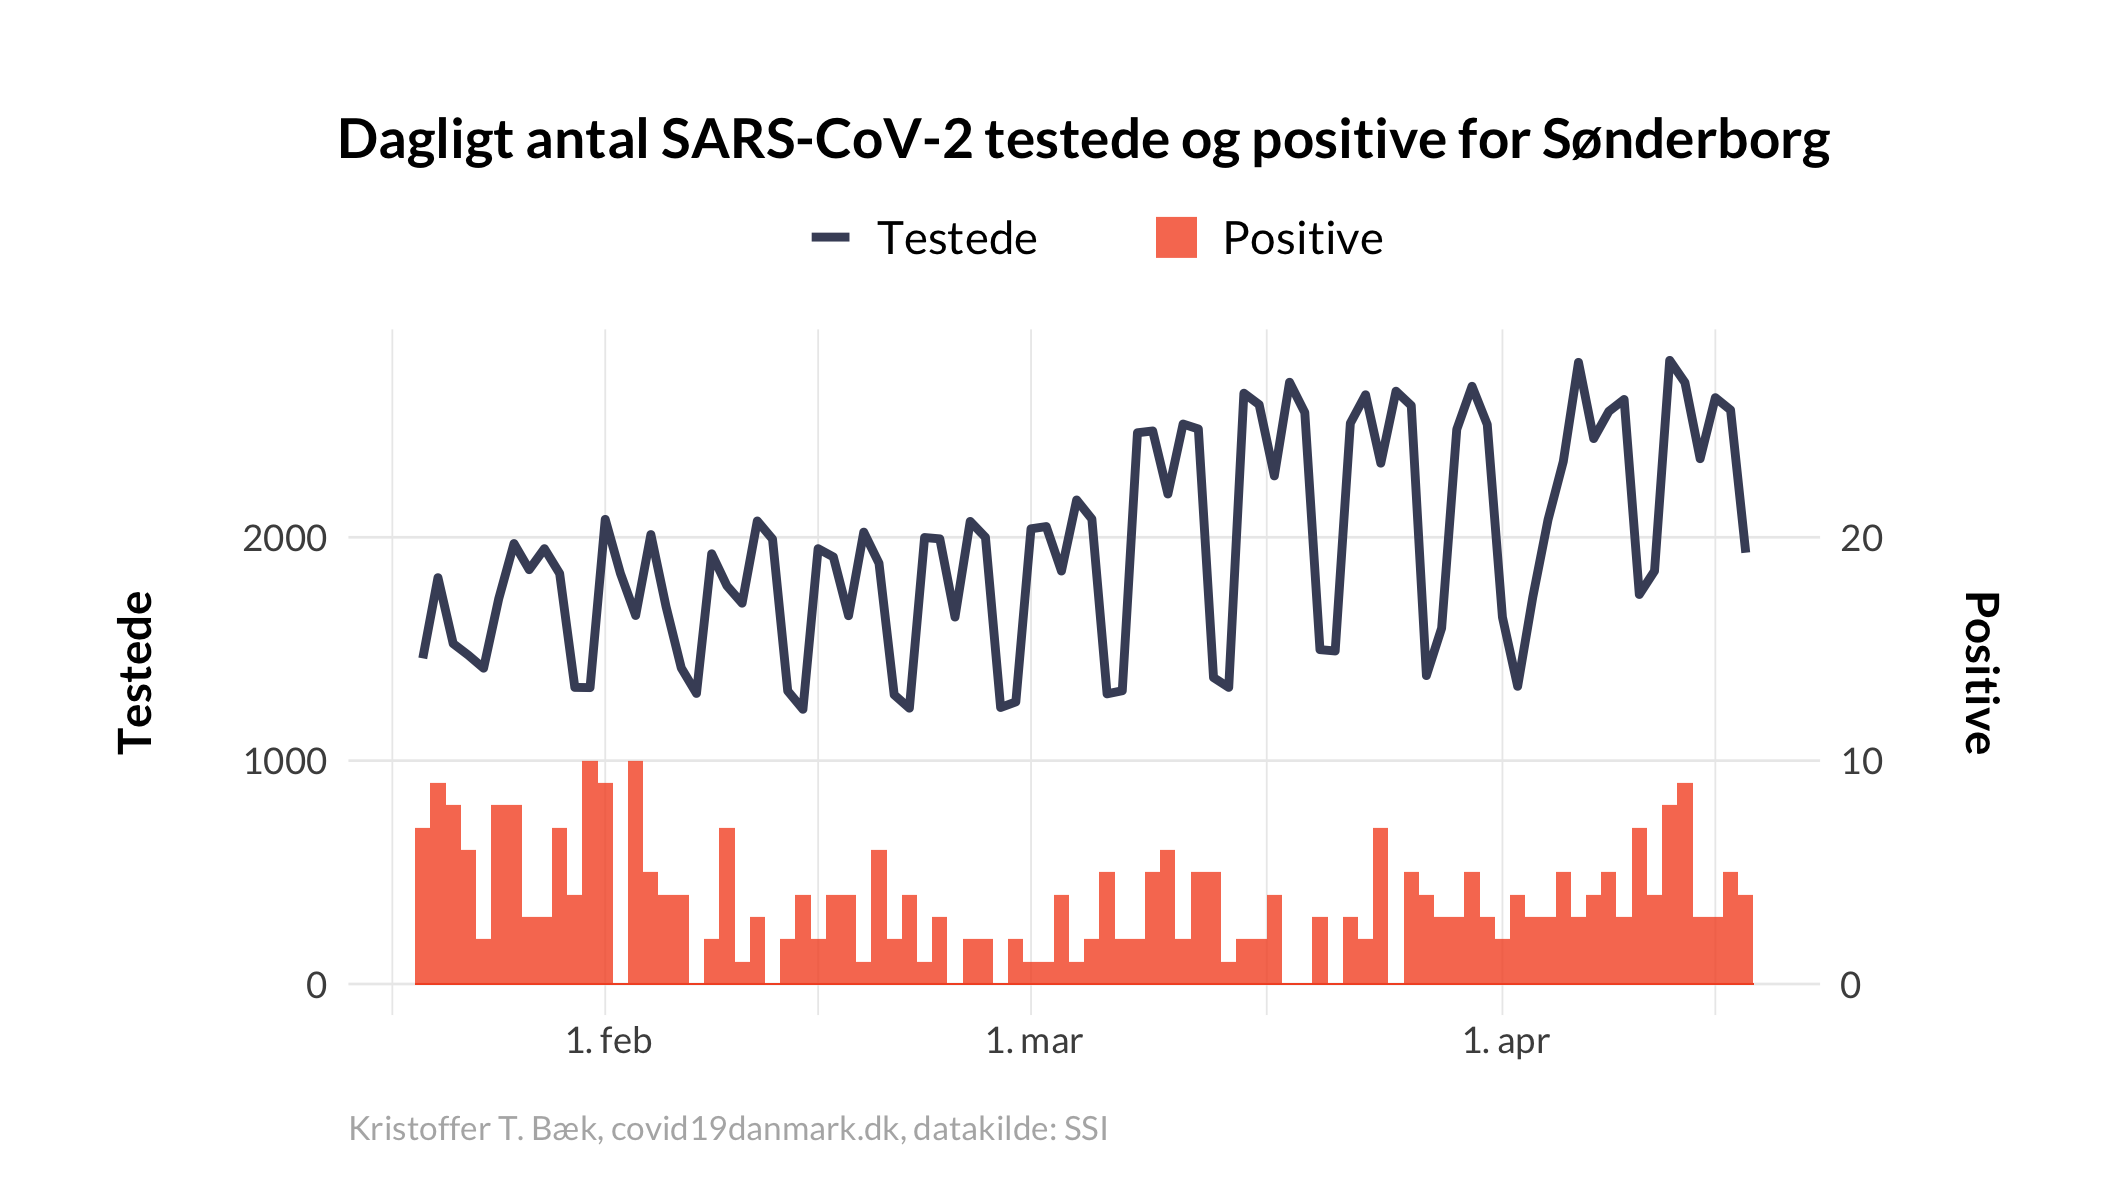 Dagligt antal SARS-CoV-2 testede og positive for Sønderborg
Testede Positive
2000 20
Testede
Positive
1000 10
0 0
1. feb 1. mar 1. apr
Kristoffer T. Bæk, covid19danmark.dk, datakilde: SSI